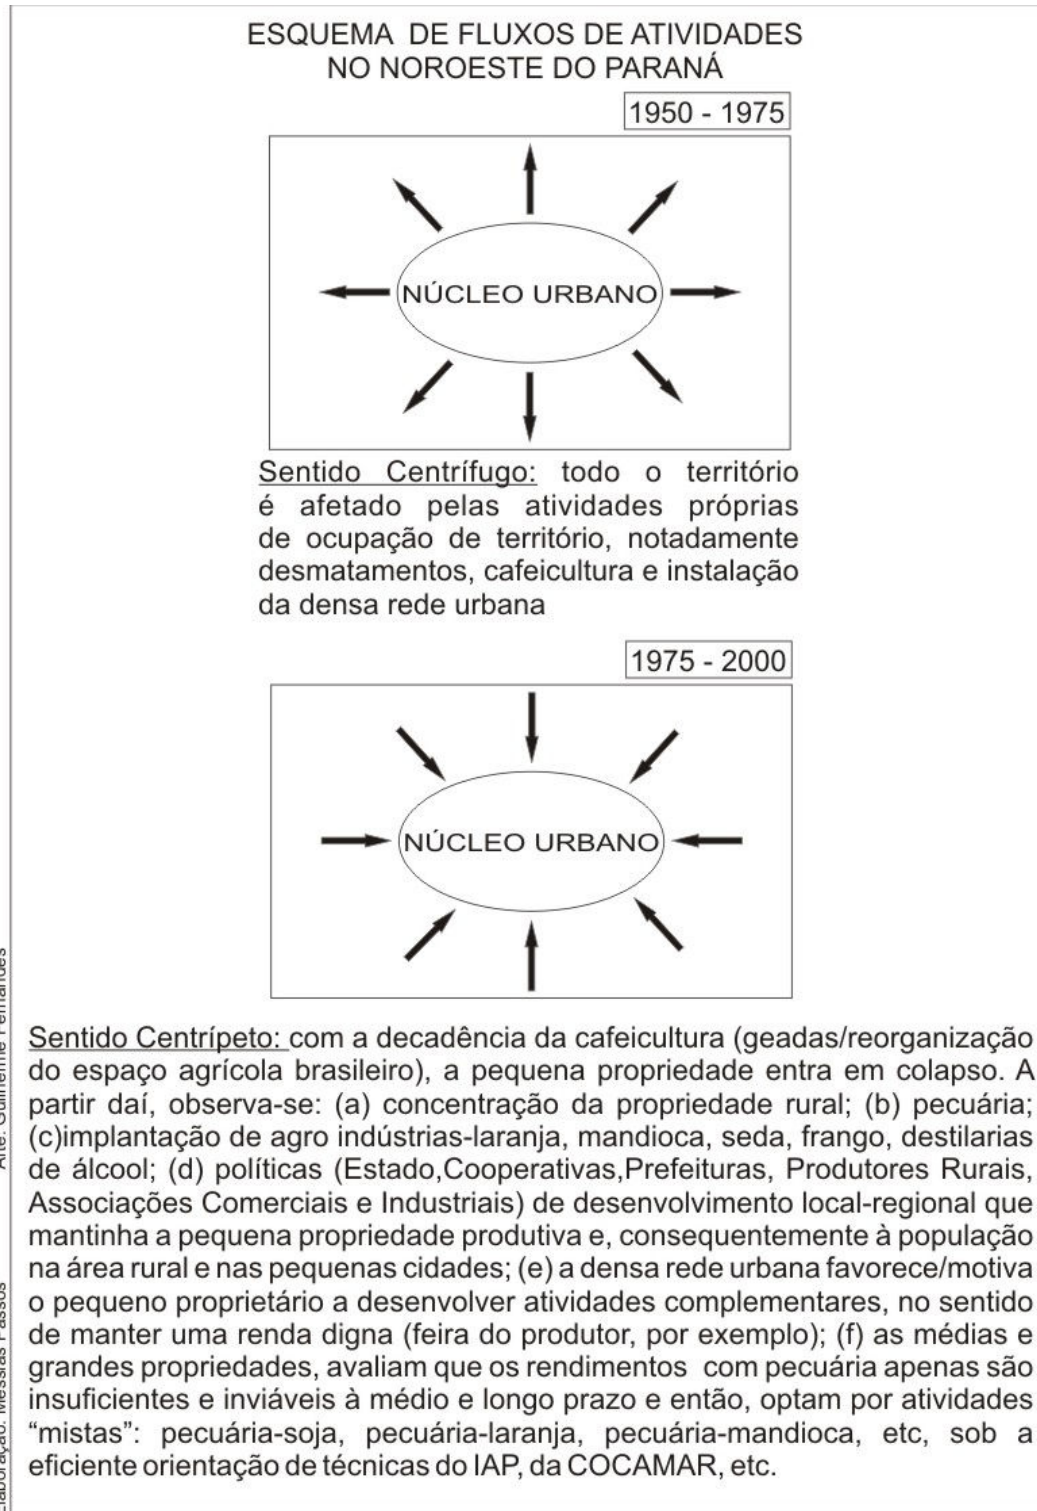 ESQUEMA DE FLUXOS DE ATIVIDADES
NO NOROESTE DO PARANÁ
1950 - 1975
NÚCLEO URBANO
Sentido Centrífugo: todo o território
é afetado pelas atividades próprias
de ocupação de território, notadamente
desmatamentos, cafeicultura e instalação
da densa rede urbana
1975 - 2000
NÚCLEO URBANO
Sentido Centrípeto: com a decadência da cafeicultura (geadas/reorganização
do espaço agrícola brasileiro), a pequena propriedade entra em colapso. A
partir daí, observa-se: (a) concentração da propriedade rural; (b) pecuária;
(c)implantação de agro indústrias-laranja, mandioca, seda, frango, destilarias
de álcool; (d) políticas (Estado,Cooperativas,Prefeituras, Produtores Rurais,
Associações Comerciais e Industriais) de desenvolvimento local-regional que
mantinha a pequena propriedade produtiva e, consequentemente à população
na área rural e nas pequenas cidades; (e) a densa rede urbana favorece/motiva
o pequeno proprietário a desenvolver atividades complementares, no sentido
de manter uma renda digna (feira do produtor, por exemplo); (f) as médias e
grandes propriedades, avaliam que os rendimentos com pecuária apenas são
insuficientes e inviáveis à médio e longo prazo e então, optam por atividades
“mistas”: pecuária-soja, pecuária-laranja, pecuária-mandioca, etc, sob a
eficiente orientação de técnicas do IAP, da COCAMAR, etc.